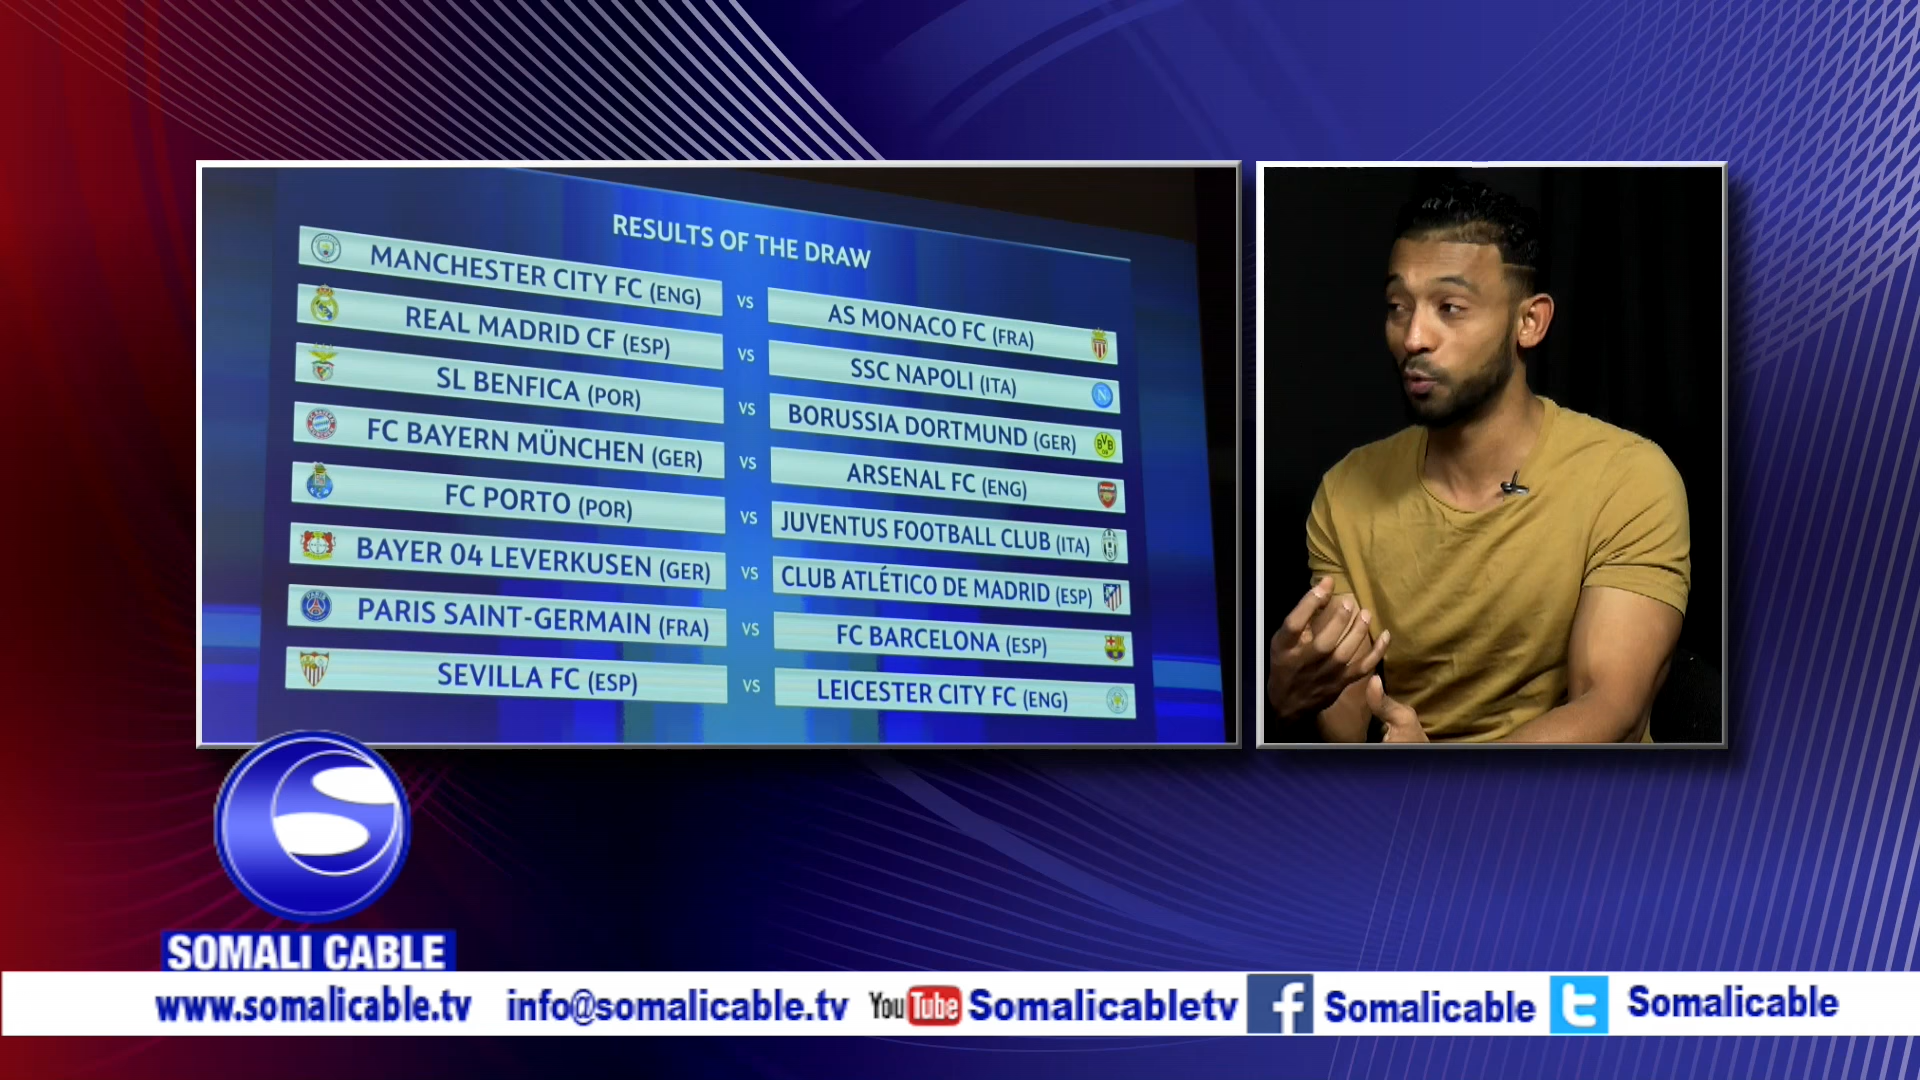 RESULTS OF THE DRAW
MANCHESTER CITY FC (ENG) VS AS MONACO FC (FRA)
REAL MADRID CF (ESP) VS SSC NAPOLI (ITA)
SL BENFICA (POR) VS BORUSSIA DORTMUND (GER)
FC BAYERN MÜNCHEN (GER) VS ARSENAL FC (ENG)
FC PORTO (POR) VS JUVENTUS FOOTBALL CLUB (ITA)
BAYER 04 LEVERKUSEN (GER) VS CLUB ATLÉTICO DE MADRID (ESP)
PARIS SAINT-GERMAIN (FRA) VS FC BARCELONA (ESP)
SEVILLA FC (ESP) VS LEICESTER CITY FC (ENG)
SOMALI CABLE
www.somalicable.tv info@somalicable.tv YouTube Somalicabletv f Somalicable t Somalicable